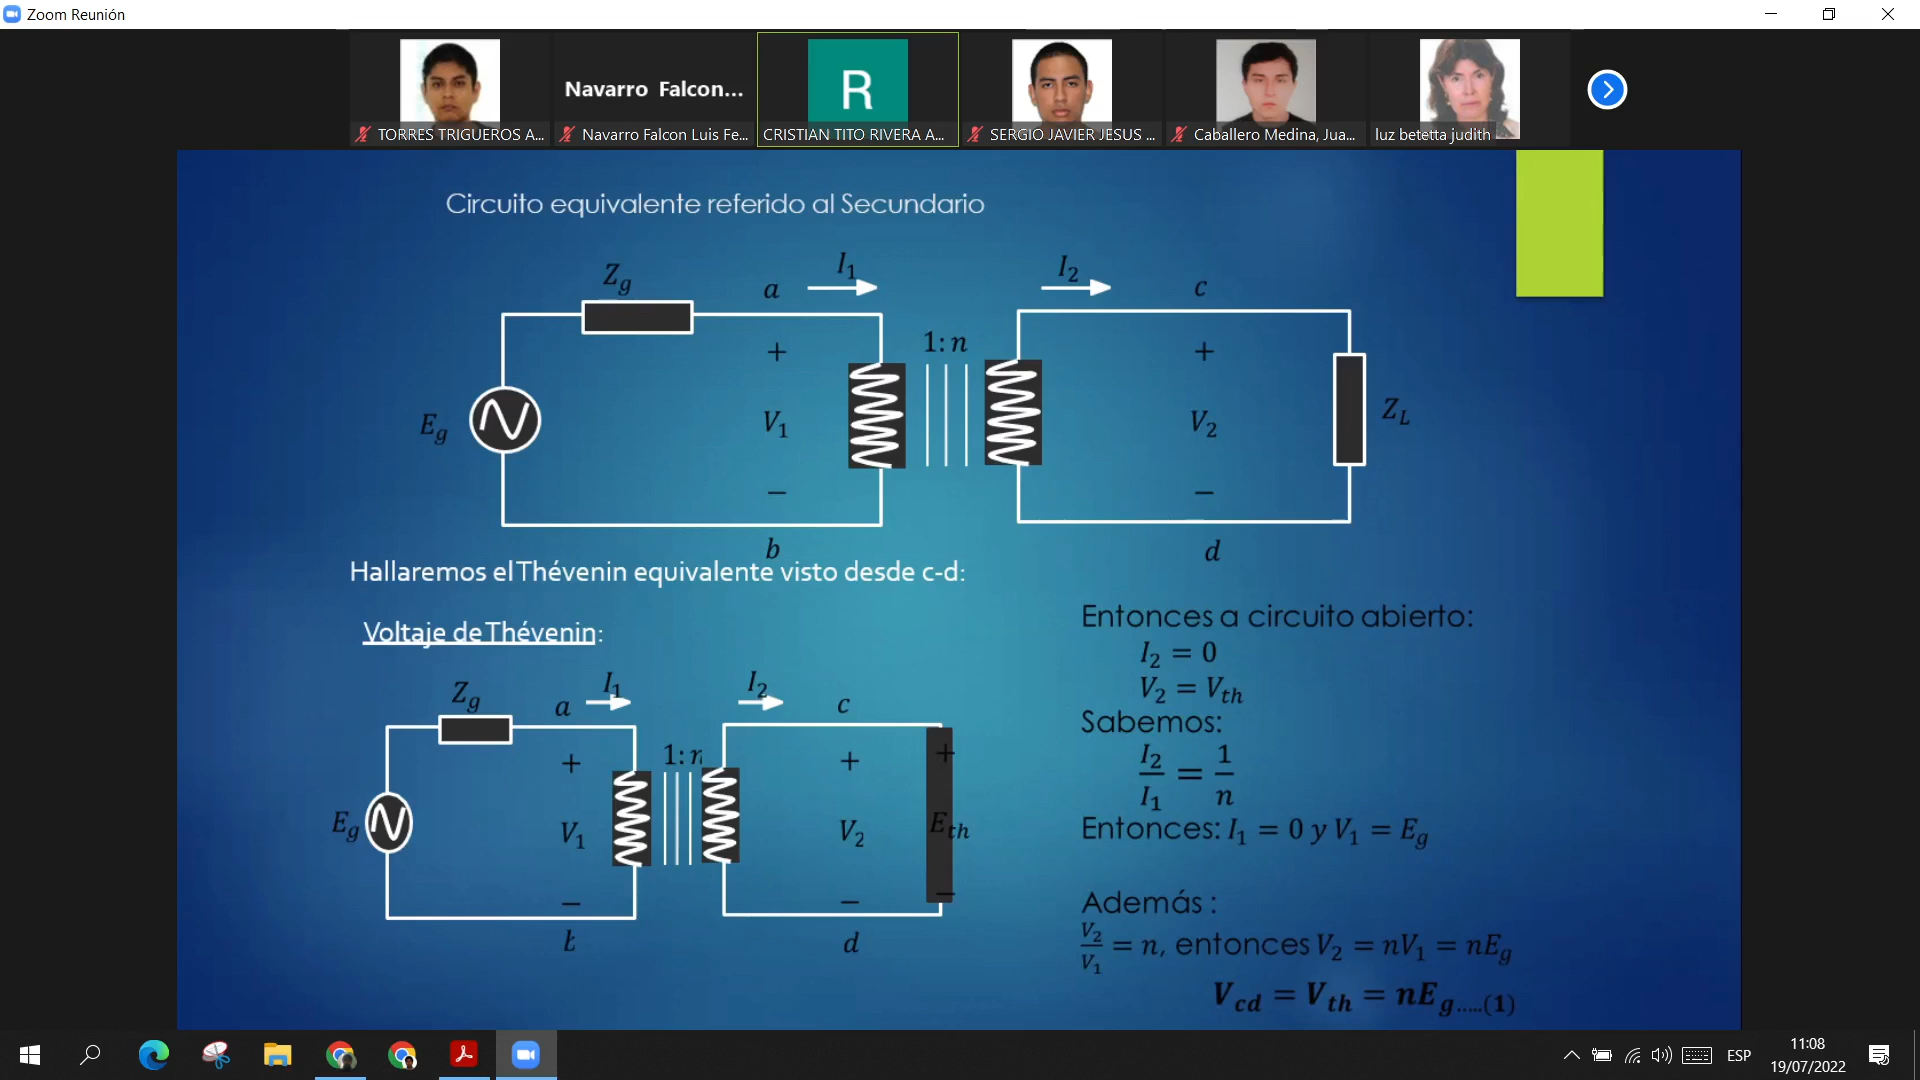 Zoom Reunión
Navarro Falcon...
R
TORRES TRIGUEROS A...
Navarro Falcon Luis Fe...
CRISTIAN TITO RIVERA A...
SERGIO JAVIER JESUS ...
Caballero Medina, Jua...
luz betetta judith
Circuito equivalente referido al Secundario
Z_g
a
I_1
I_2
c
+
1: n
+
E_g
V_1
V_2
Z_L
−
−
b
d
Hallaremos el Thévenin equivalente visto desde c-d:
Voltaje de Thévenin:
Z_g
a
I_1
I_2
c
+
1: n
+
+
E_g
V_1
V_2
E_th
−
−
−
d
Entonces a circuito abierto:
I_2 = 0
V_2 = V_th
Sabemos:
I_2/I_1 = 1/n
Entonces: I_1 = 0 y V_1 = E_g
Además :
V_2/V_1 = n, entonces V_2 = nV_1 = nE_g
V_cd = V_th = nE_g.....(1)
ESP
11:08
19/07/2022